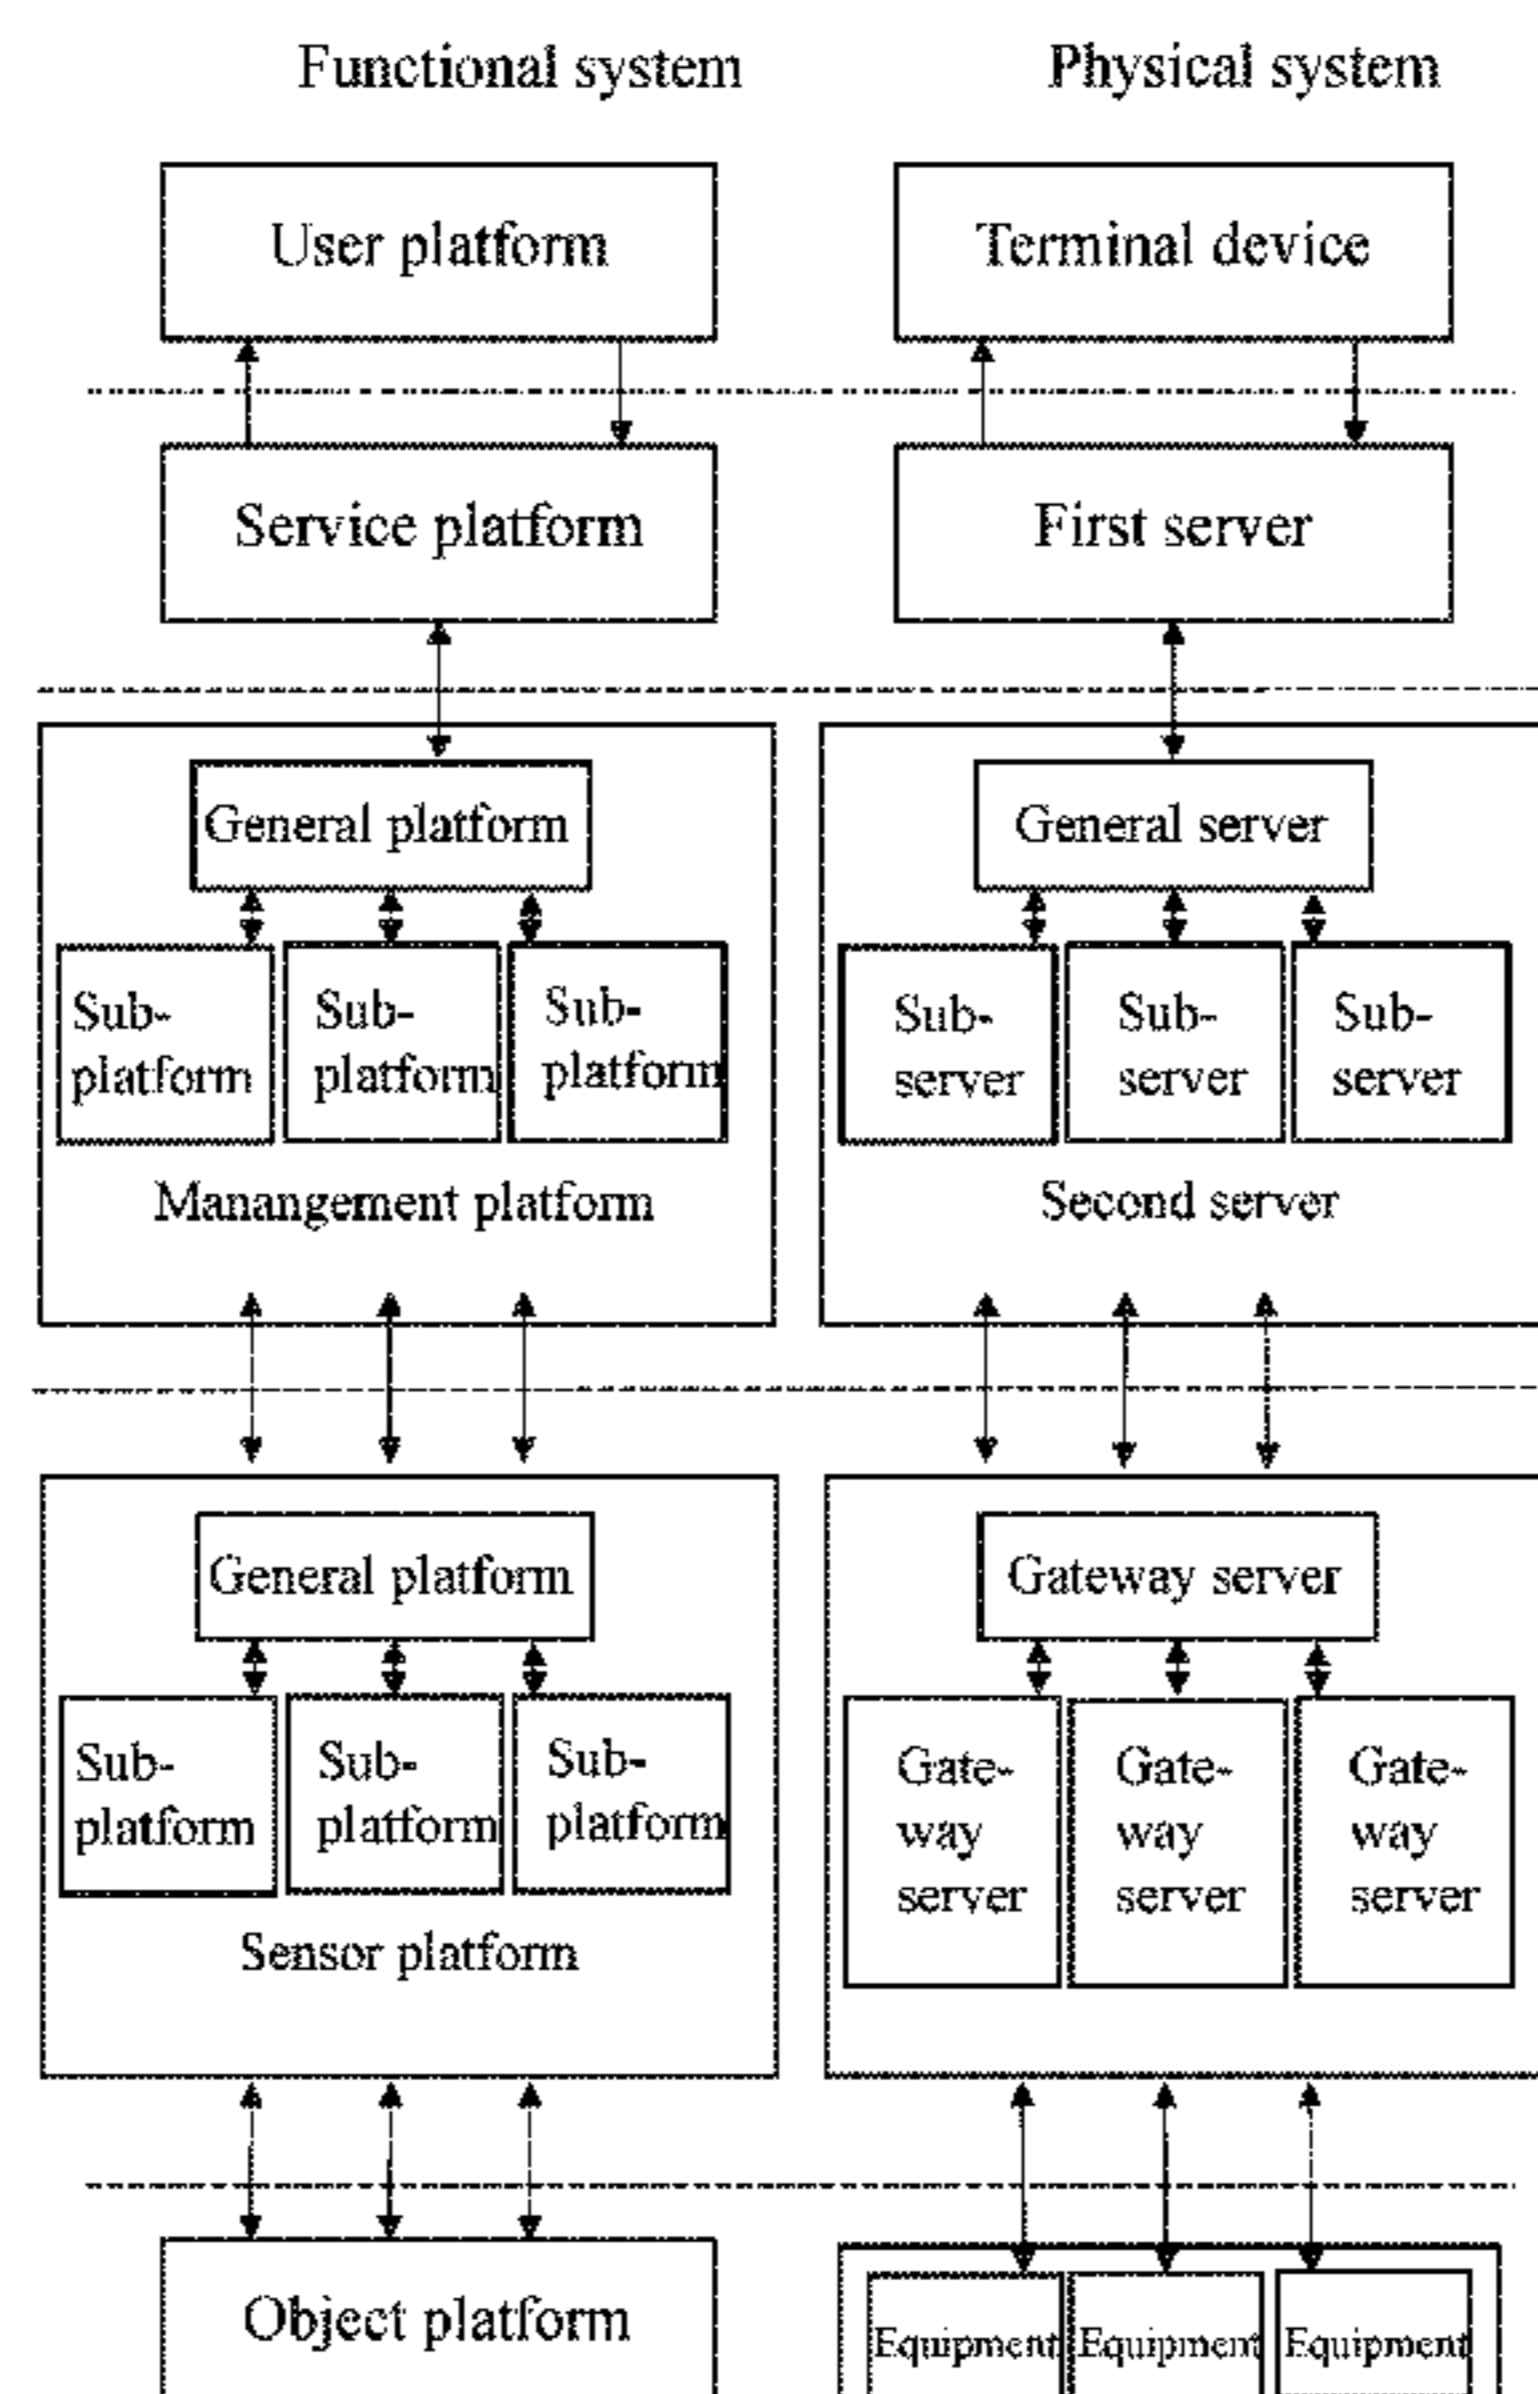 Functional system
Physical system
User platform
Terminal device
Service platform
First server
General platform
General server
Sub-
platform
Sub-
platform
Sub-
platform
Sub-
server
Sub-
server
Sub-
server
Manangement platform
Second server
General platform
Gateway server
Sub-
platform
Sub-
platform
Sub-
platform
Gate-
way
server
Gate-
way
server
Gate-
way
server
Sensor platform
Object platform
Equipment
Equipment
Equipment